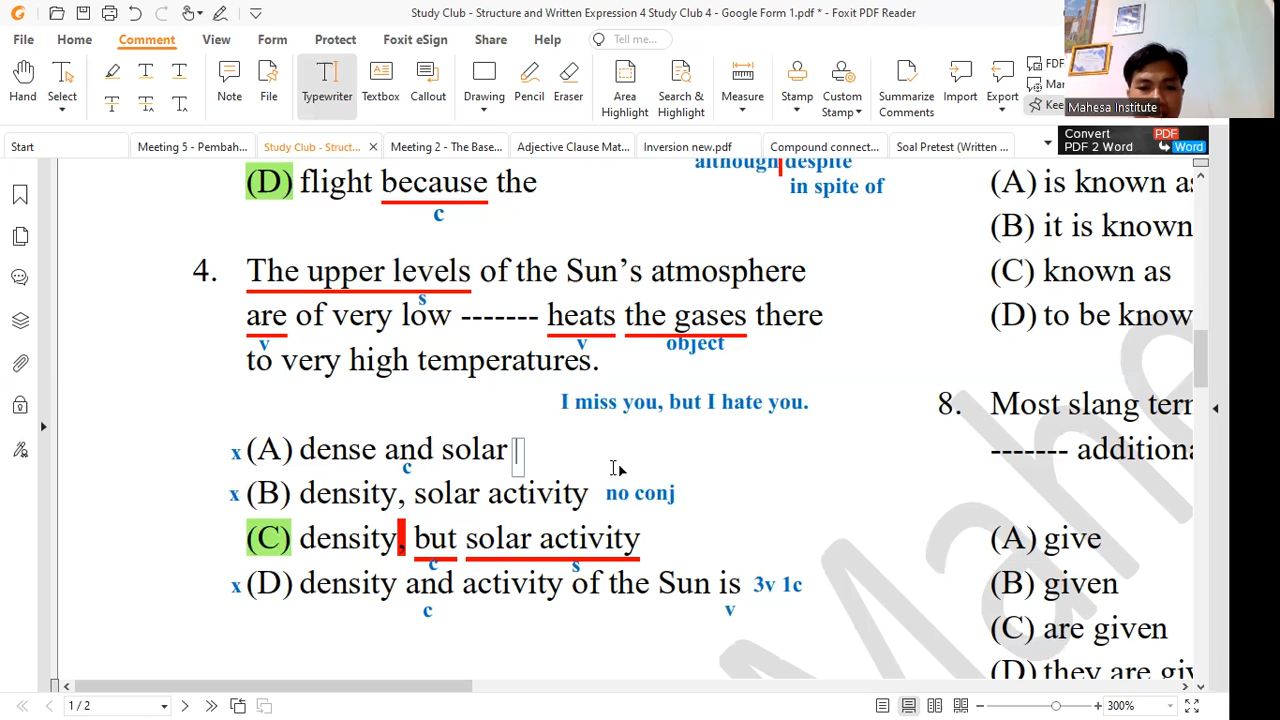 Study Club - Structure and Written Expression 4 Study Club 4 - Google Form 1.pdf * - Foxit PDF Reader
File Home Comment View Form Protect Foxit eSign Share Help Tell me...
Hand Select Note File Typewriter Textbox Callout Drawing Pencil Eraser Area Highlight Search & Highlight Measure Stamp Custom Stamp Summarize Comments Import Export
Mahesa Institute
Start Meeting 5 - Pembah... Study Club - Struct... Meeting 2 - The Base... Adjective Clause Mat... Inversion new.pdf Compound connect... Soal Pretest (Written ...
Convert PDF
PDF 2 Word Word
although despite
in spite of
(D) flight because the
c
4. The upper levels of the Sun's atmosphere
s
are of very low ------- heats the gases there
v v object
to very high temperatures.
I miss you, but I hate you.
x (A) dense and solar
c
x (B) density, solar activity no conj
(C) density, but solar activity
c s
x (D) density and activity of the Sun is 3v 1c
c v
(A) is known as
(B) it is known
(C) known as
(D) to be know
8. Most slang tern
------- additiona
(A) give
(B) given
(C) are given
(D) they are giv
Mahe
1 / 2
300%